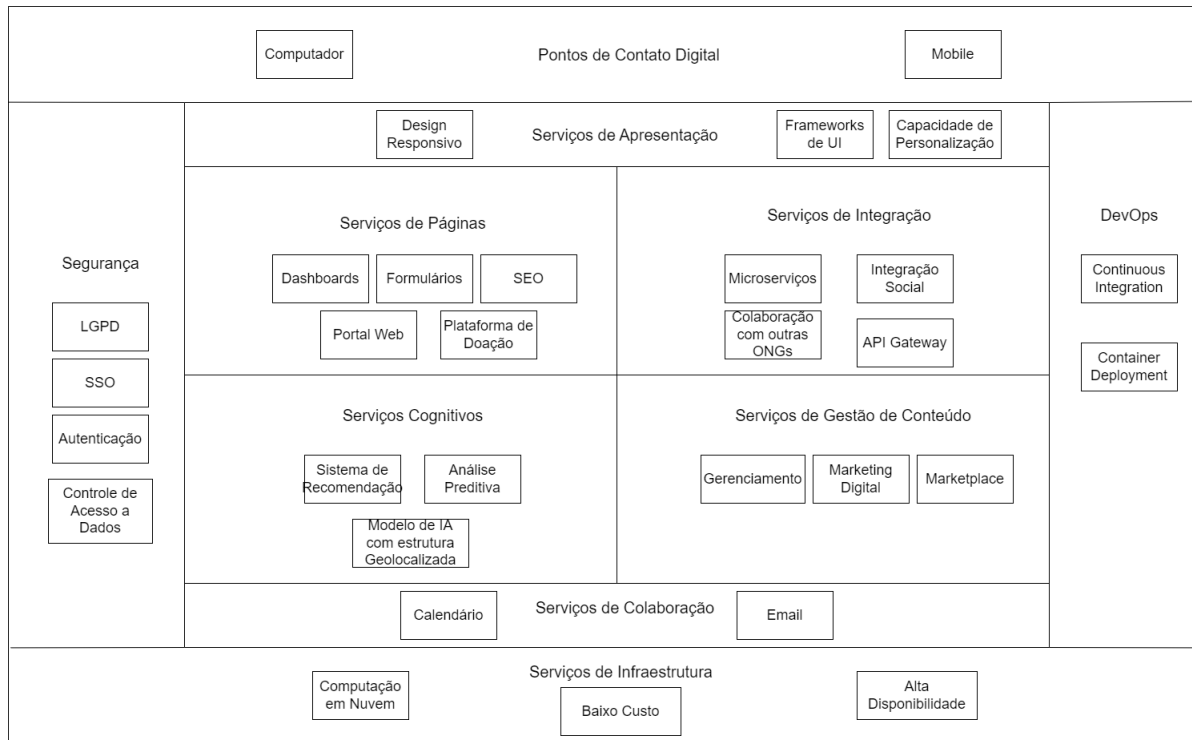 Computador
Pontos de Contato Digital
Mobile
Design
Responsivo
Serviços de Apresentação
Frameworks
de UI
Capacidade de
Personalização
Segurança
LGPD
SSO
Autenticação
Controle de
Acesso a
Dados
Serviços de Páginas
Dashboards
Formulários
SEO
Portal Web
Plataforma de
Doação
Serviços de Integração
Microserviços
Integração
Social
Colaboração
com outras
ONGs
API Gateway
DevOps
Continuous
Integration
Container
Deployment
Serviços Cognitivos
Sistema de
Recomendação
Análise
Preditiva
Modelo de IA
com estrutura
Geolocalizada
Serviços de Gestão de Conteúdo
Gerenciamento
Marketing
Digital
Marketplace
Calendário
Serviços de Colaboração
Email
Serviços de Infraestrutura
Computação
em Nuvem
Baixo Custo
Alta
Disponibilidade